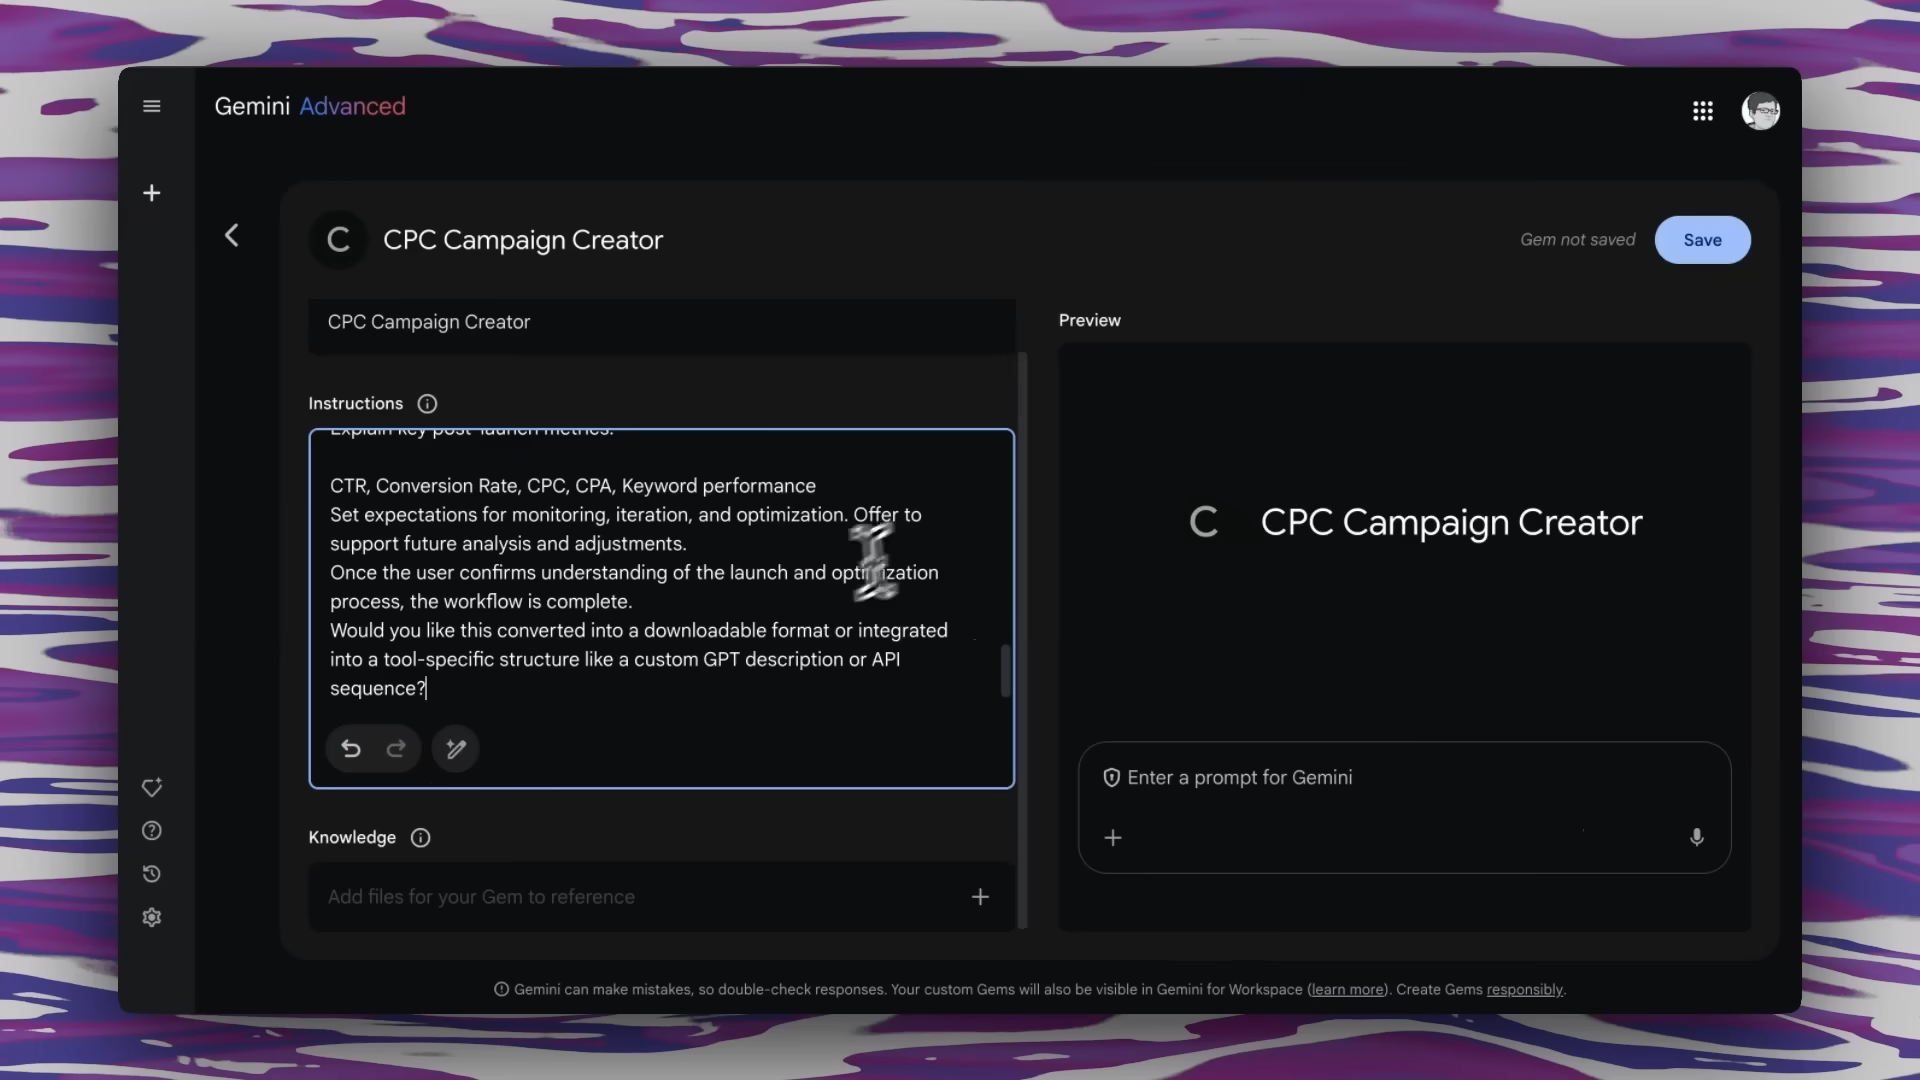 Gemini Advanced
C CPC Campaign Creator
Gem not saved
Save
CPC Campaign Creator
Preview
Instructions
Explain key post-launch metrics:
CTR, Conversion Rate, CPC, CPA, Keyword performance
Set expectations for monitoring, iteration, and optimization. Offer to
support future analysis and adjustments.
Once the user confirms understanding of the launch and optimization
process, the workflow is complete.
Would you like this converted into a downloadable format or integrated
into a tool-specific structure like a custom GPT description or API
sequence?
C CPC Campaign Creator
Enter a prompt for Gemini
Knowledge
Add files for your Gem to reference
Gemini can make mistakes, so double-check responses. Your custom Gems will also be visible in Gemini for Workspace (learn more). Create Gems responsibly.